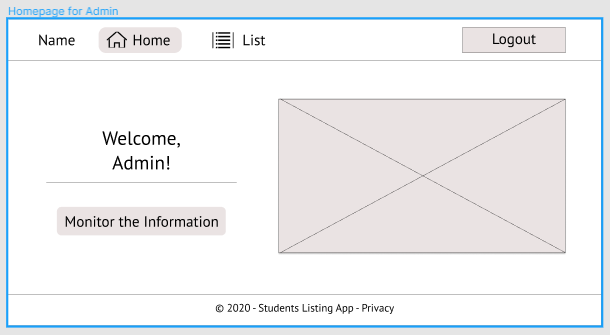 Homepage for Admin
Name Home List Logout
Welcome,
Admin!
Monitor the Information
© 2020 - Students Listing App - Privacy